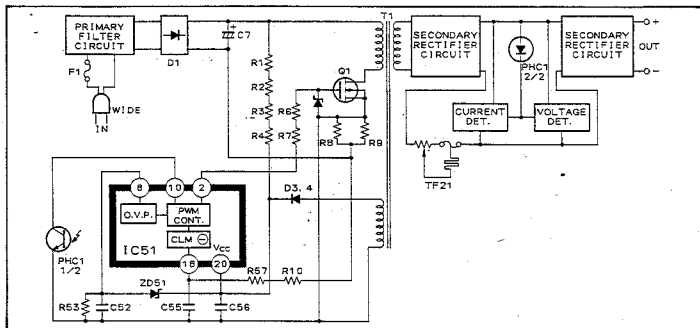 PRIMARY
FILTER
CIRCUIT
F1
WIDE
IN
D1
C7
+
R1
R2
R3
R4
R6
R7
Q1
R8
R9
T1
SECONDARY
RECTIFIER
CIRCUIT
PHC1
2/2
SECONDARY
RECTIFIER
CIRCUIT
+
OUT
−
CURRENT
DET.
VOLTAGE
DET.
TF21
D3, 4
10
2
O.V.P.
PWM
CONT.
CLM ⊖
IC51
Vcc
20
PHC1
1/2
R57
R10
ZD51
R53
C52
C55
C56